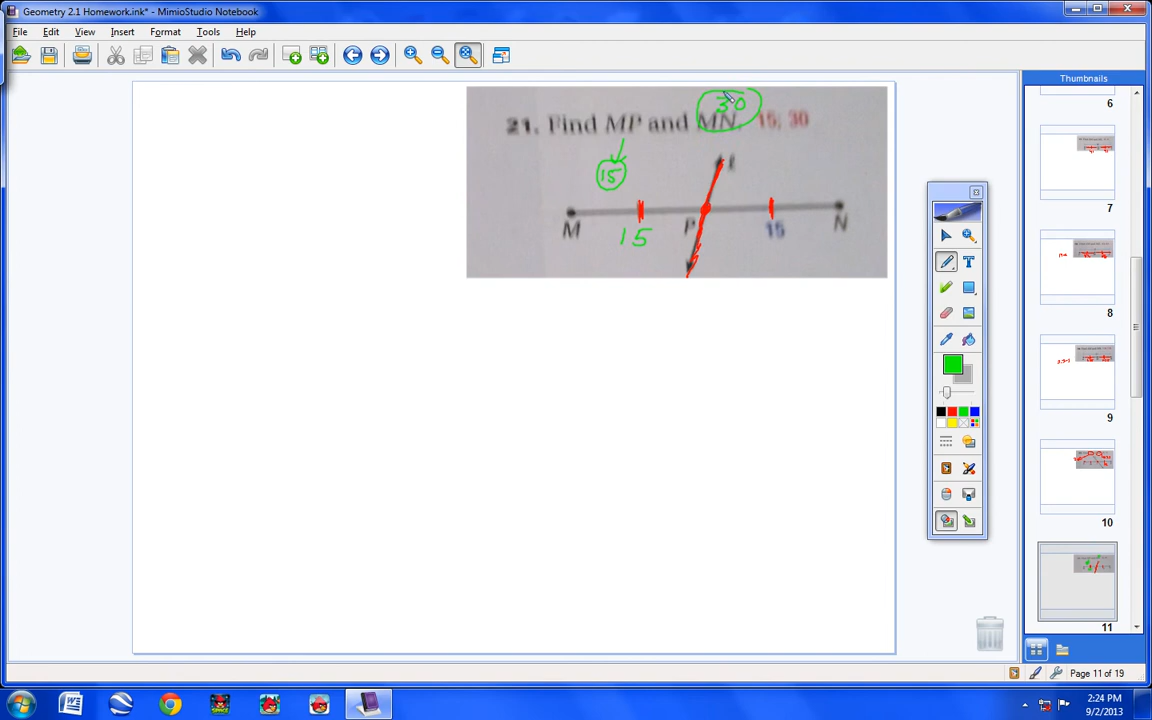 Geometry 2.1 Homework.ink* - MimioStudio Notebook
File Edit View Insert Format Tools Help
Thumbnails
6
7
8
9
10
11
30
21. Find MP and MN. 15, 30
15
M P N
15 15
Page 11 of 19
2:24 PM
9/2/2013